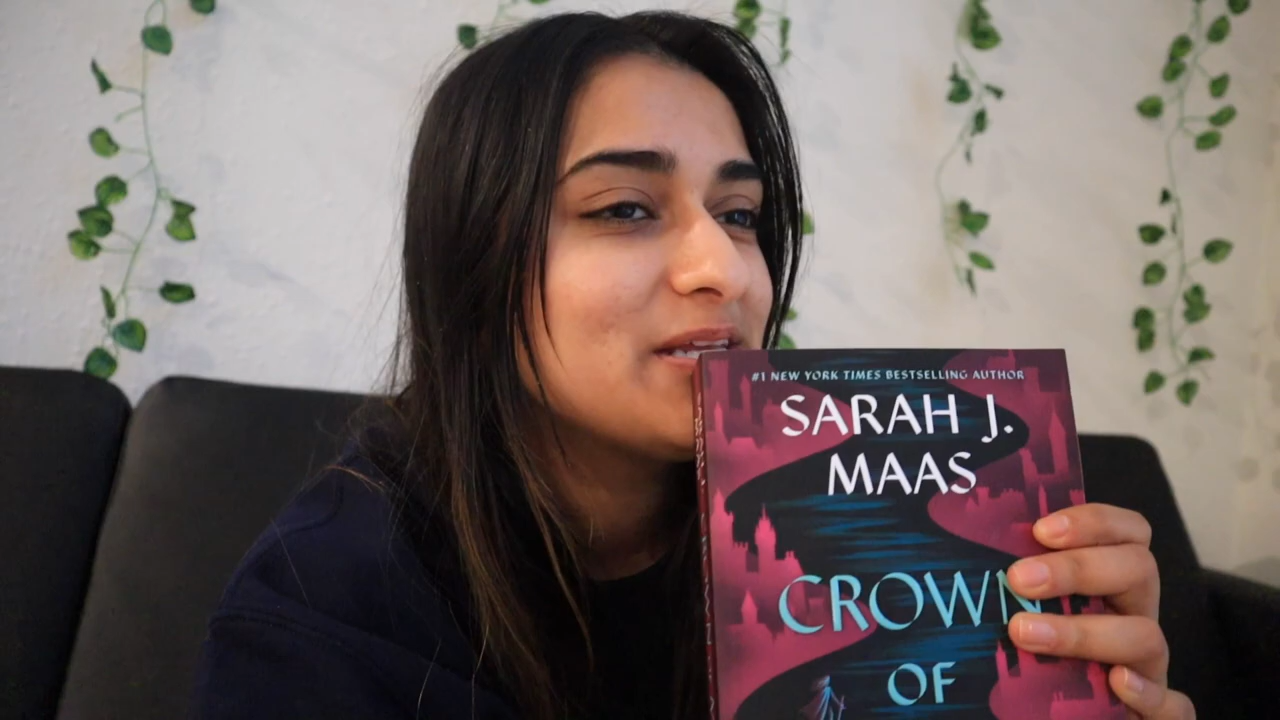 #1 NEW YORK TIMES BESTSELLING AUTHOR
SARAH J.
MAAS
CROWN
OF